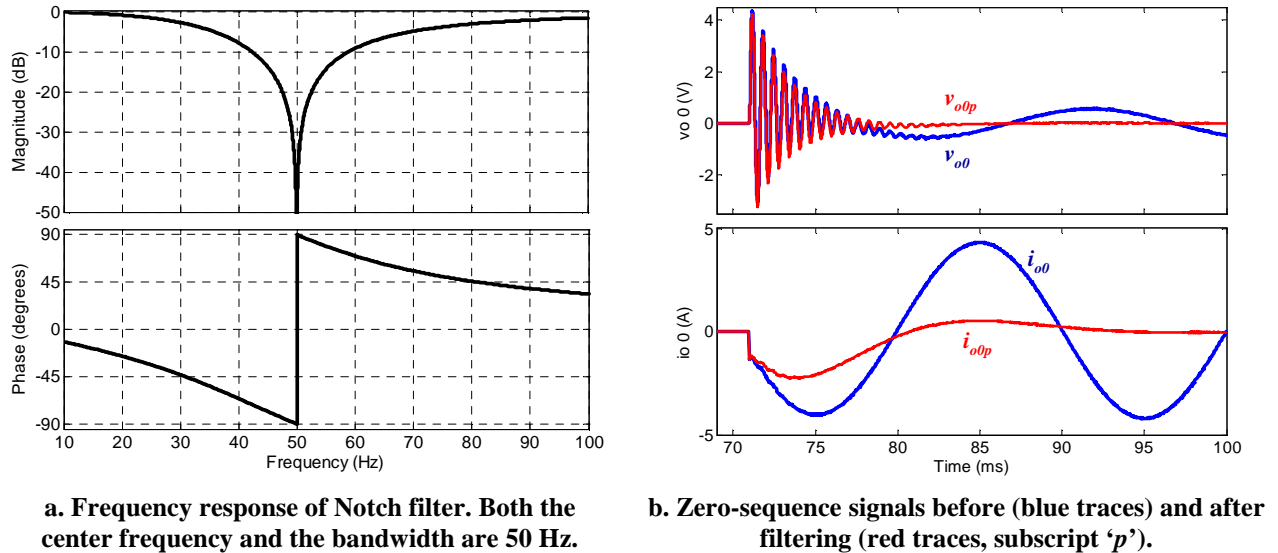 0
-10
-20
-30
-40
-50
Magnitude (dB)
90
45
0
-45
-90
Phase (degrees)
10 20 30 40 50 60 70 80 90 100
Frequency (Hz)
a. Frequency response of Notch filter. Both the
center frequency and the bandwidth are 50 Hz.
4
2
0
-2
vo 0 (V)
vo0p
vo0
5
0
-5
io 0 (A)
io0
io0p
70 75 80 85 90 95 100
Time (ms)
b. Zero-sequence signals before (blue traces) and after
filtering (red traces, subscript ‘p’).